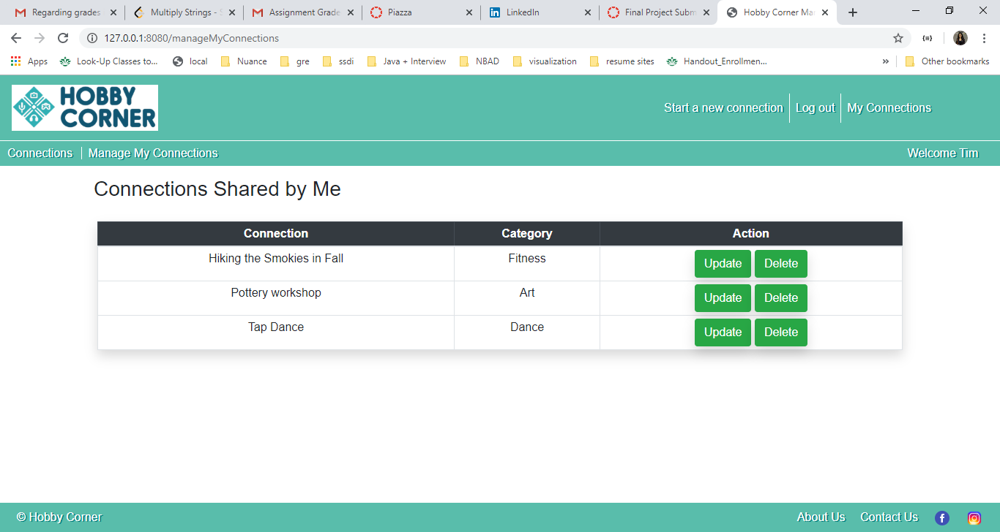 Regarding grades
Multiply Strings -
Assignment Grade
Piazza
LinkedIn
Final Project Subm
Hobby Corner Ma
127.0.0.1:8080/manageMyConnections
Apps
Look-Up Classes to...
local
Nuance
gre
ssdi
Java + Interview
NBAD
visualization
resume sites
Handout_Enrollmen...
»
Other bookmarks
HOBBY
CORNER
Start a new connection
Log out
My Connections
Connections
Manage My Connections
Welcome Tim
Connections Shared by Me
Connection Category Action
Hiking the Smokies in Fall Fitness Update Delete
Pottery workshop Art Update Delete
Tap Dance Dance Update Delete
© Hobby Corner
About Us
Contact Us